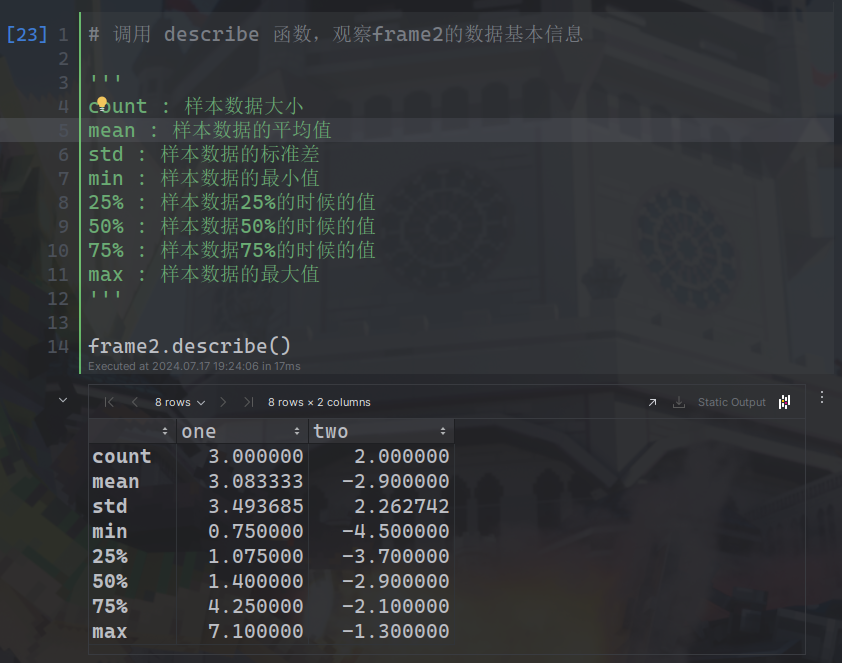 [23] 1 # 调用 describe 函数，观察frame2的数据基本信息
2
3 '''
4 count : 样本数据大小
5 mean : 样本数据的平均值
6 std : 样本数据的标准差
7 min : 样本数据的最小值
8 25% : 样本数据25%的时候的值
9 50% : 样本数据50%的时候的值
10 75% : 样本数据75%的时候的值
11 max : 样本数据的最大值
12 '''
13
14 frame2.describe()
Executed at 2024.07.17 19:24:06 in 17ms
8 rows 8 rows × 2 columns Static Output
one two
count 3.000000 2.000000
mean 3.083333 -2.900000
std 3.493685 2.262742
min 0.750000 -4.500000
25% 1.075000 -3.700000
50% 1.400000 -2.900000
75% 4.250000 -2.100000
max 7.100000 -1.300000